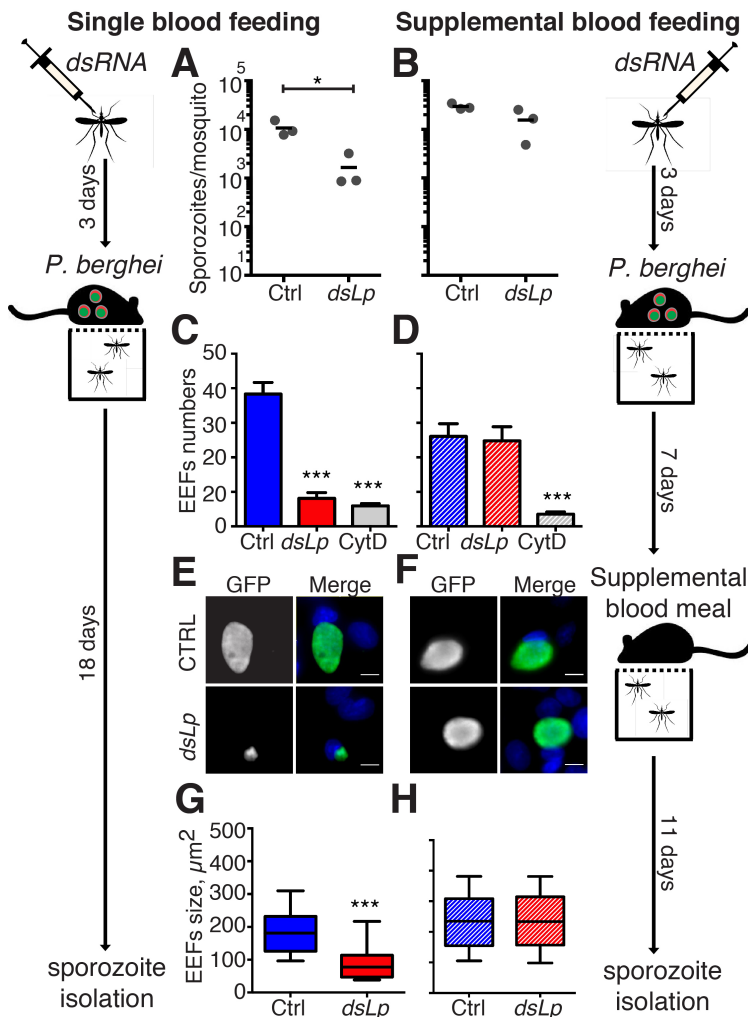 Single blood feeding
Supplemental blood feeding
dsRNA
3 days
P. berghei
18 days
sporozoite
isolation
A
Sporozoites/mosquito
10 5
10 4
10 3
10 2
10 1
*
Ctrl dsLp
B
Ctrl dsLp
C
EEFs numbers
50
40
30
20
10
0
*** ***
Ctrl dsLp CytD
D
***
Ctrl dsLp CytD
E
GFP Merge
CTRL
dsLp
F
GFP Merge
G
EEFs size, µm2
500
400
300
200
100
0
***
Ctrl dsLp
H
Ctrl dsLp
dsRNA
3 days
P. berghei
7 days
Supplemental
blood meal
11 days
sporozoite
isolation